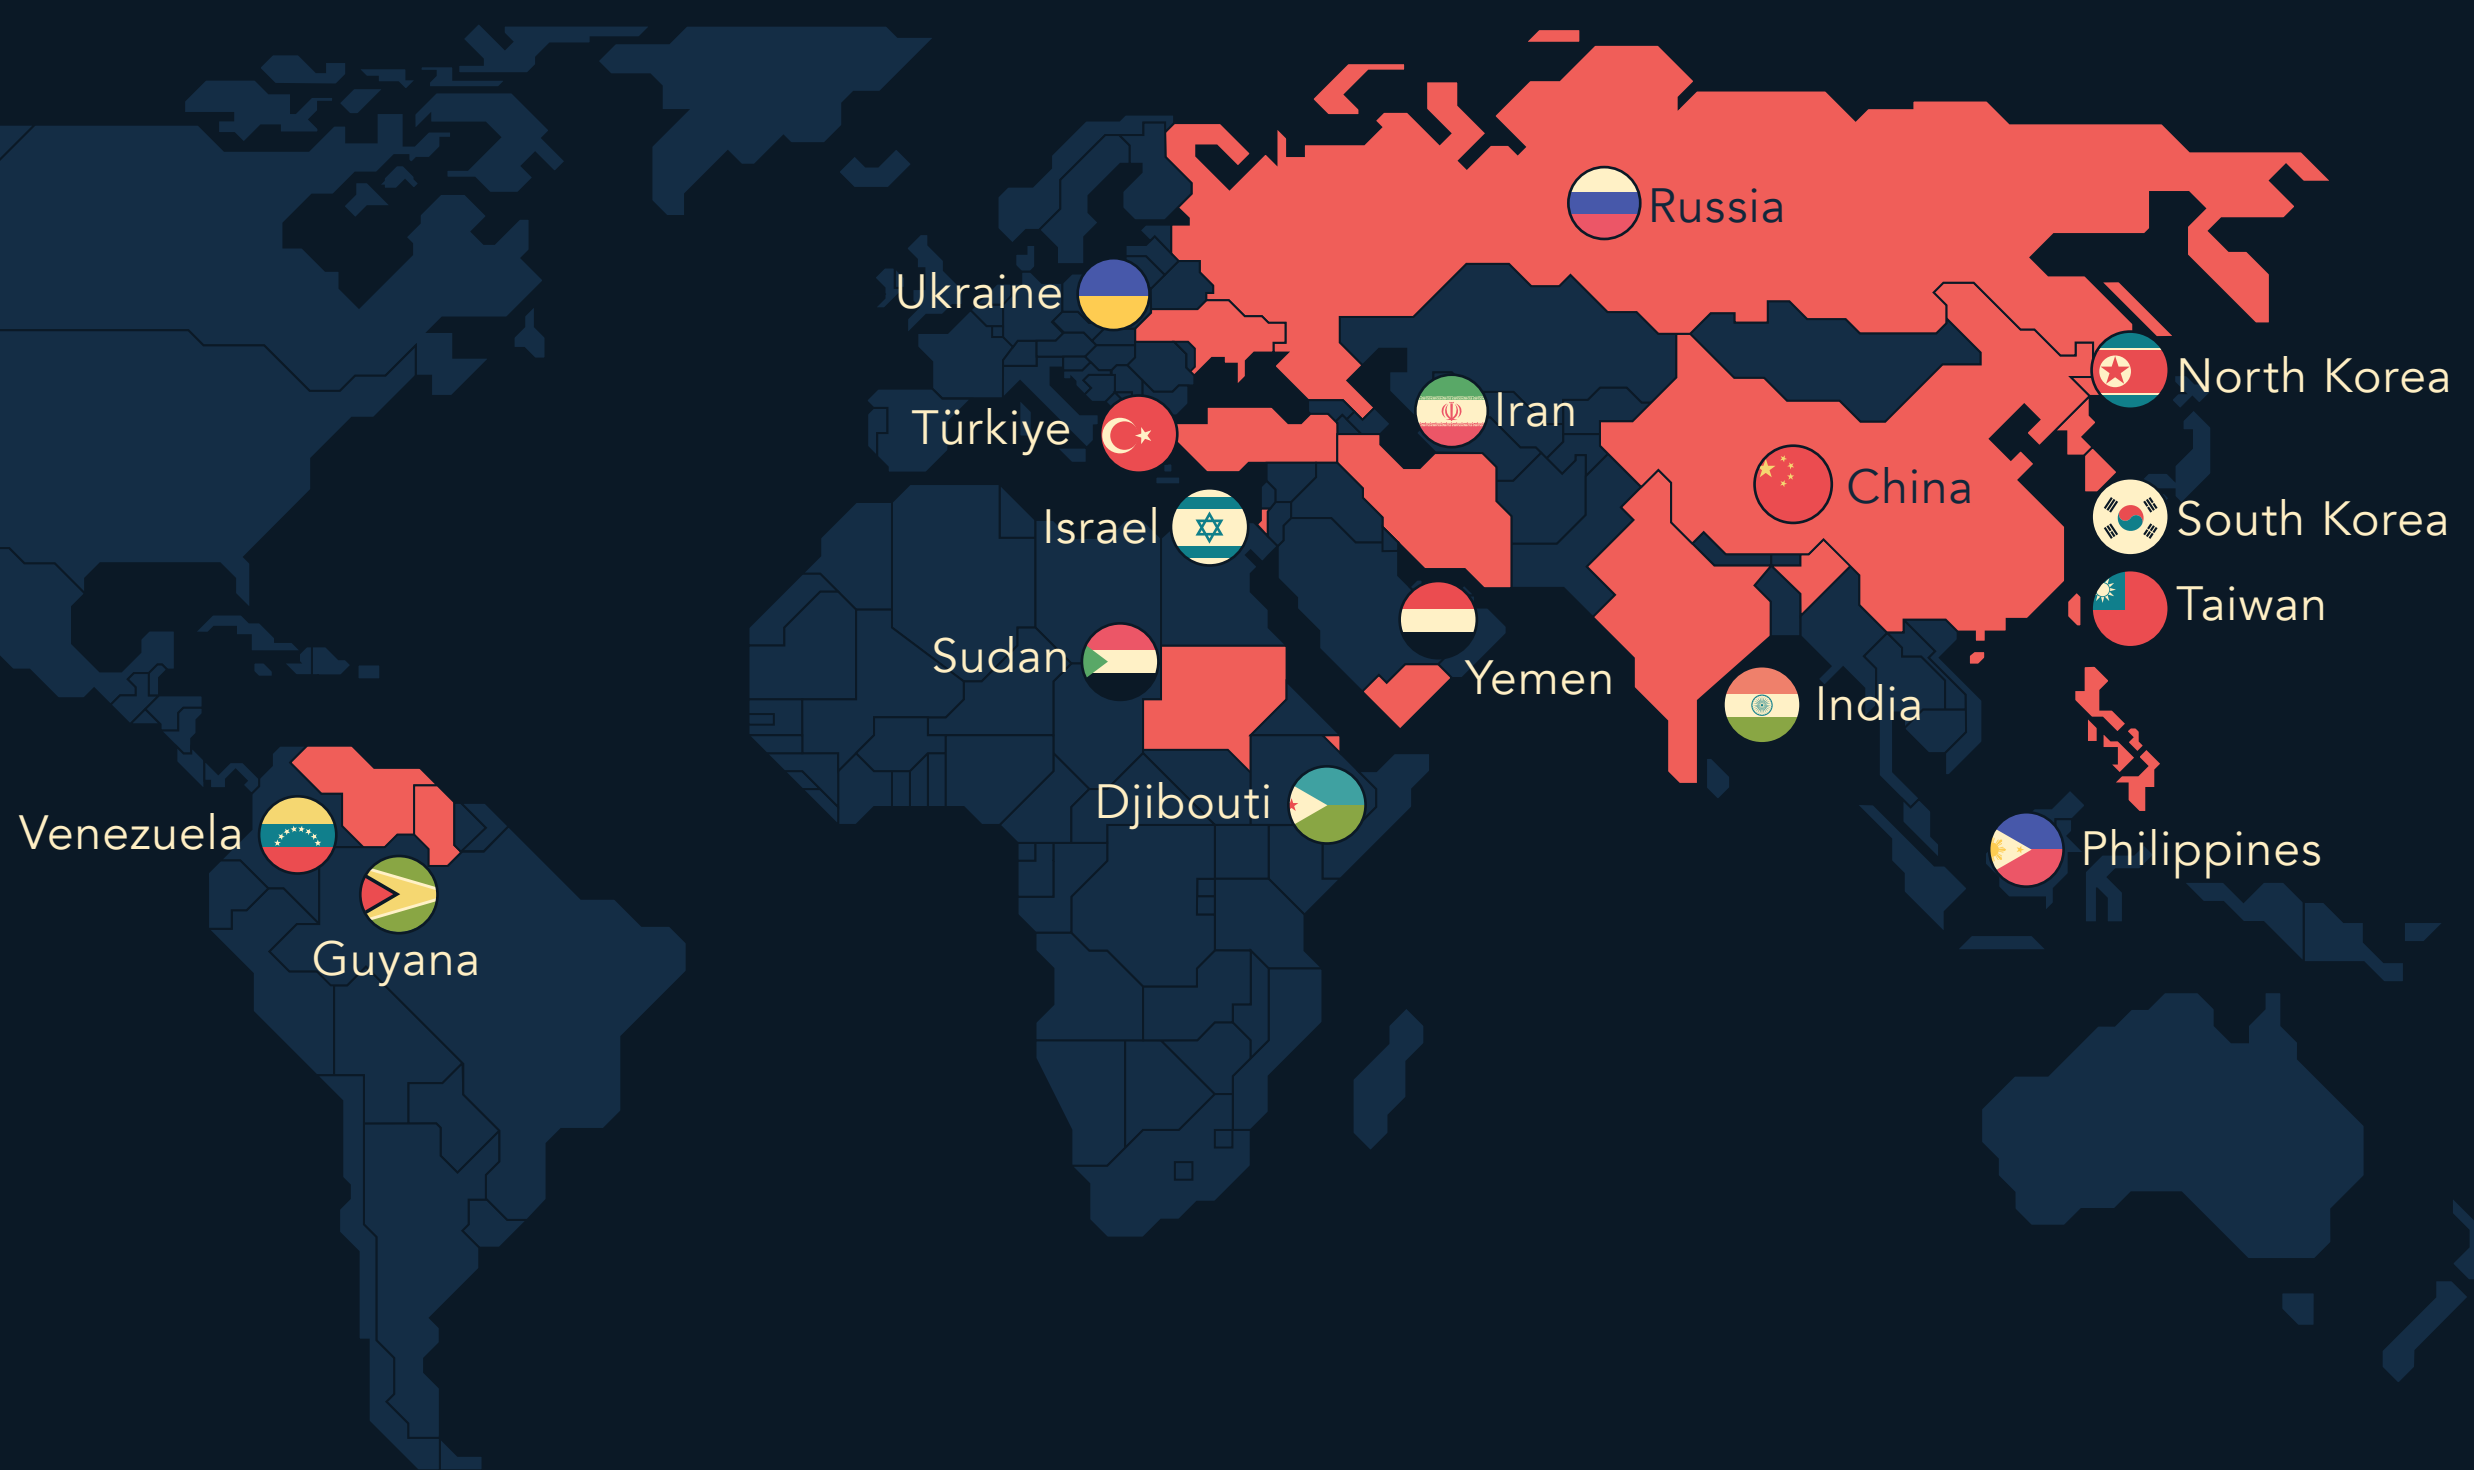 Russia
Ukraine
North Korea
Iran
Türkiye
China
Israel
South Korea
Taiwan
Sudan
Yemen
India
Djibouti
Venezuela
Philippines
Guyana